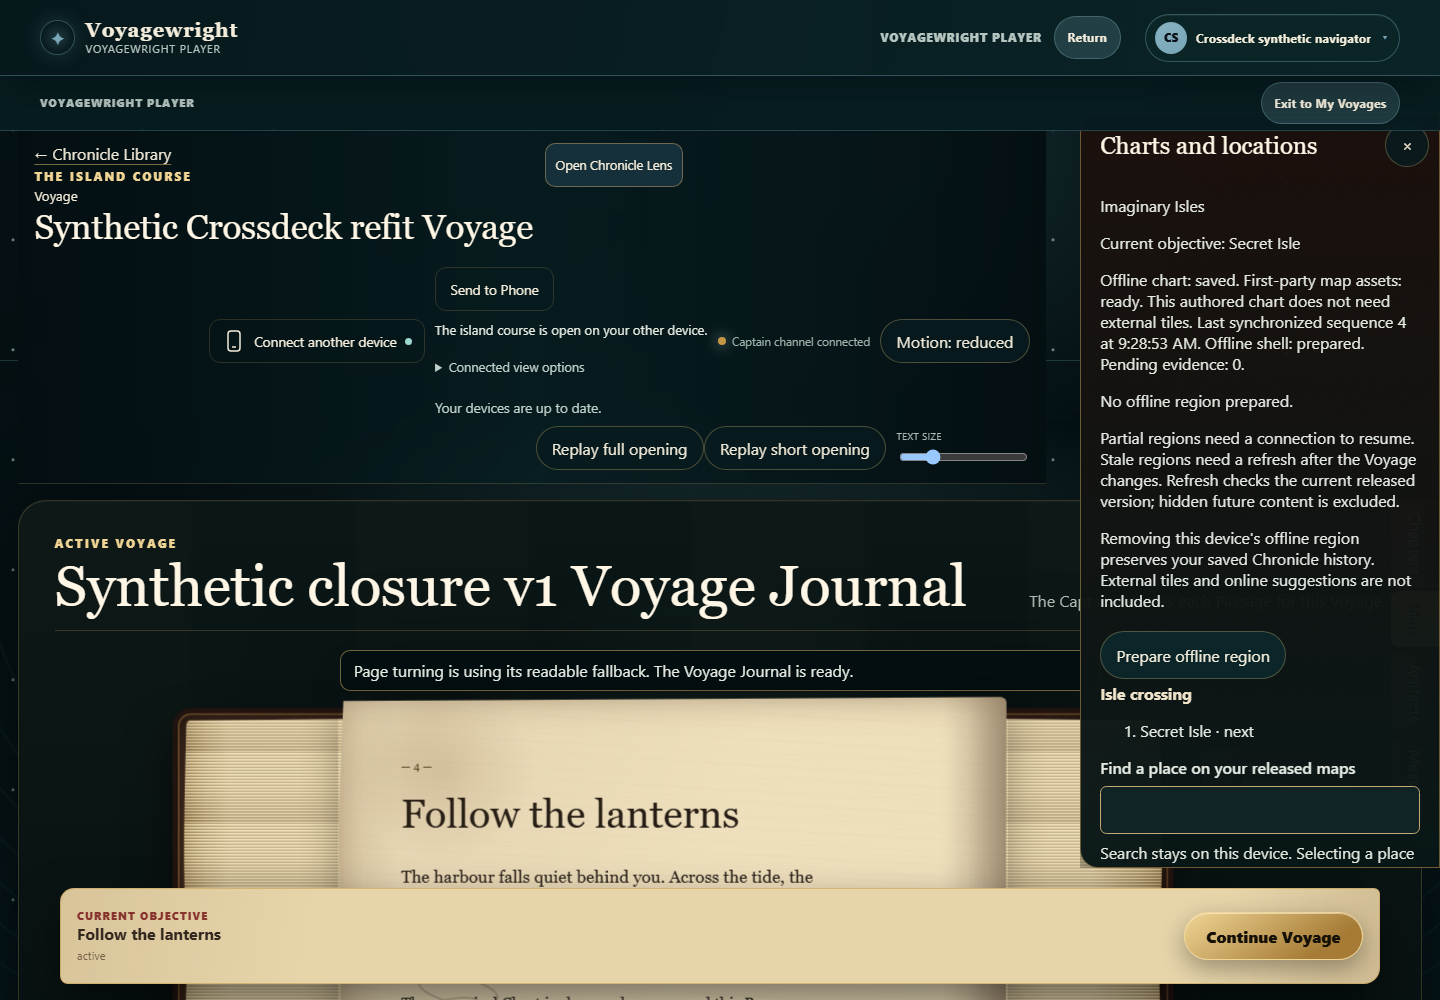 Voyagewright
VOYAGEWRIGHT PLAYER
VOYAGEWRIGHT PLAYER
Return
CS
Crossdeck synthetic navigator
VOYAGEWRIGHT PLAYER
Exit to My Voyages
← Chronicle Library
THE ISLAND COURSE
Voyage
Synthetic Crossdeck refit Voyage
Open Chronicle Lens
Send to Phone
Connect another device
The island course is open on your other device.
Captain channel connected
Motion: reduced
Connected view options
Your devices are up to date.
Replay full opening
Replay short opening
TEXT SIZE
ACTIVE VOYAGE
Synthetic closure v1 Voyage Journal
The Cap
each Passage for this Voyage.
Page turning is using its readable fallback. The Voyage Journal is ready.
— 4 —
Follow the lanterns
The harbour falls quiet behind you. Across the tide, the
CURRENT OBJECTIVE
Follow the lanterns
active
Continue Voyage
Charts and locations
×
Imaginary Isles
Current objective: Secret Isle
Offline chart: saved. First-party map assets:
ready. This authored chart does not need
external tiles. Last synchronized sequence 4
at 9:28:53 AM. Offline shell: prepared.
Pending evidence: 0.
No offline region prepared.
Partial regions need a connection to resume.
Stale regions need a refresh after the Voyage
changes. Refresh checks the current released
version; hidden future content is excluded.
Removing this device's offline region
preserves your saved Chronicle history.
External tiles and online suggestions are not
included.
Prepare offline region
Isle crossing
1. Secret Isle · next
Find a place on your released maps
Search stays on this device. Selecting a place